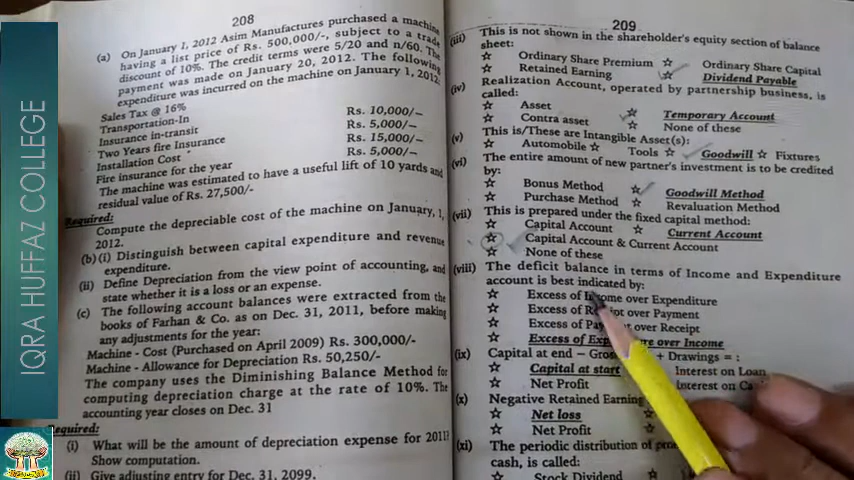 IQRA HUFFAZ COLLEGE
208
(a) On January 1, 2012 Asim Manufactures purchased a machine
having a list price of Rs. 500,000/-, subject to a trade
discount of 10%. The credit terms were 5/20 and n/60. The
payment was made on January 20, 2012. The following
expenditure was incurred on the machine on January 1, 2012:
Sales Tax @ 16%
Transportation-In Rs. 10,000/-
Insurance in-transit Rs. 5,000/-
Two Years fire Insurance Rs. 15,000/-
Installation Cost Rs. 5,000/-
Fire insurance for the year
The machine was estimated to have a useful lift of 10 yards and
residual value of Rs. 27,500/-
Required:
Compute the depreciable cost of the machine on January, 1,
2012.
(b) (i) Distinguish between capital expenditure and revenue
expenditure.
(ii) Define Depreciation from the view point of accounting, and
state whether it is a loss or an expense.
(c) The following account balances were extracted from the
books of Farhan & Co. as on Dec. 31, 2011, before making
any adjustments for the year:
Machine - Cost (Purchased on April 2009) Rs. 300,000/-
Machine - Allowance for Depreciation Rs. 50,250/-
The company uses the Diminishing Balance Method for
computing depreciation charge at the rate of 10%. The
accounting year closes on Dec. 31
Required:
(i) What will be the amount of depreciation expense for 2011?
Show computation.
(ii) Give adjusting entry for Dec. 31, 2099.
209
(iii) This is not shown in the shareholder's equity section of balance
sheet:
☆ Ordinary Share Premium ☆ Ordinary Share Capital
☆ Retained Earning ☆ Dividend Payable
(iv) Realization Account, operated by partnership business, is
called:
☆ Asset ☆ Temporary Account
☆ Contra asset ☆ None of these
(v) This is/These are Intangible Asset(s):
☆ Automobile ☆ Tools ☆ Goodwill ☆ Fixtures
(vi) The entire amount of new partner's investment is to be credited
by:
☆ Bonus Method ☆ Goodwill Method
☆ Purchase Method ☆ Revaluation Method
(vii) This is prepared under the fixed capital method:
☆ Capital Account ☆ Current Account
☆ Capital Account & Current Account
☆ None of these
(viii) The deficit balance in terms of Income and Expenditure
account is best indicated by:
☆ Excess of Income over Expenditure
☆ Excess of Receipt over Payment
☆ Excess of Payment over Receipt
☆ Excess of Expenditure over Income
(ix) Capital at end - + Drawings = :
☆ Capital at start Interest on Loan
☆ Net Profit Interest on
(x) Negative Retained Earning
☆ Net loss ☆
☆ Net Profit ☆
(xi) The periodic distribution of
cash, is called:
☆ Stock Dividend ☆